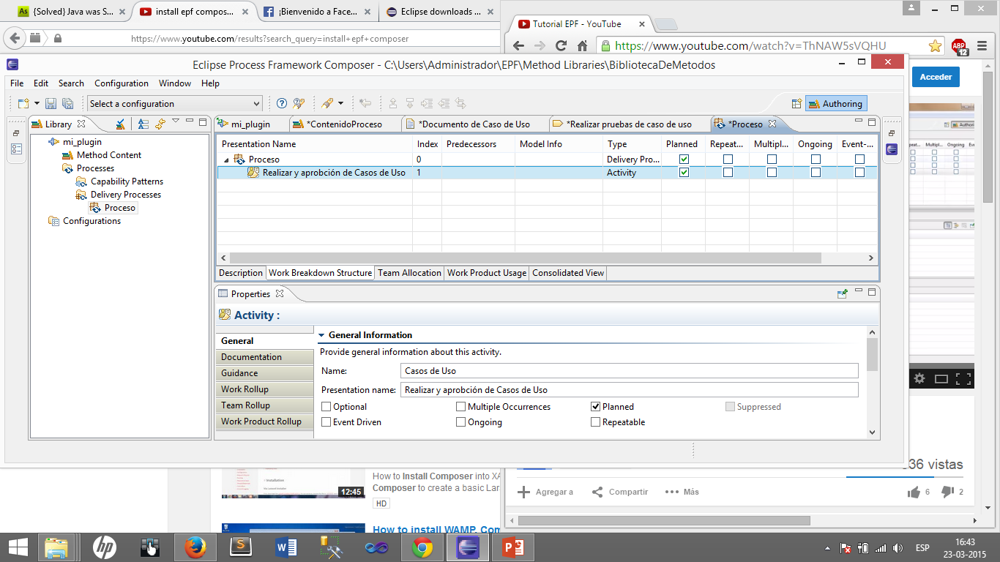 {Solved} Java was S...
install epf compos...
¡Bienvenido a Face...
Eclipse downloads ...
Tutorial EPF - YouTube
https://www.youtube.com/results?search_query=install+epf+composer
https://www.youtube.com/watch?v=ThNAW5sVQHU
ABP
12
Eclipse Process Framework Composer - C:\Users\Administrador\EPF\Method Libraries\BibliotecaDeMetodos
Acceder
File Edit Search Configuration Window Help
Select a configuration
Authoring
Library
mi_plugin
*ContenidoProceso
*Documento de Caso de Uso
*Realizar pruebas de caso de uso
*Proceso
mi_plugin
Method Content
Processes
Capability Patterns
Delivery Processes
Proceso
Configurations
Presentation Name Index Predecessors Model Info Type Planned Repeat... Multipl... Ongoing Event-...
Proceso 0 Delivery Pro...
Realizar y aprobción de Casos de Uso 1 Activity
Description Work Breakdown Structure Team Allocation Work Product Usage Consolidated View
Properties
Activity :
General
Documentation
Guidance
Work Rollup
Team Rollup
Work Product Rollup
General Information
Provide general information about this activity.
Name: Casos de Uso
Presentation name: Realizar y aprobción de Casos de Uso
Optional Multiple Occurrences Planned Suppressed
Event Driven Ongoing Repeatable
36 vistas
Agregar a Compartir Más 6 2
12:45
How to Install Composer into XA
Composer to create a basic Lar
HD
How to install WAMP, Com
ESP
16:43
23-03-2015